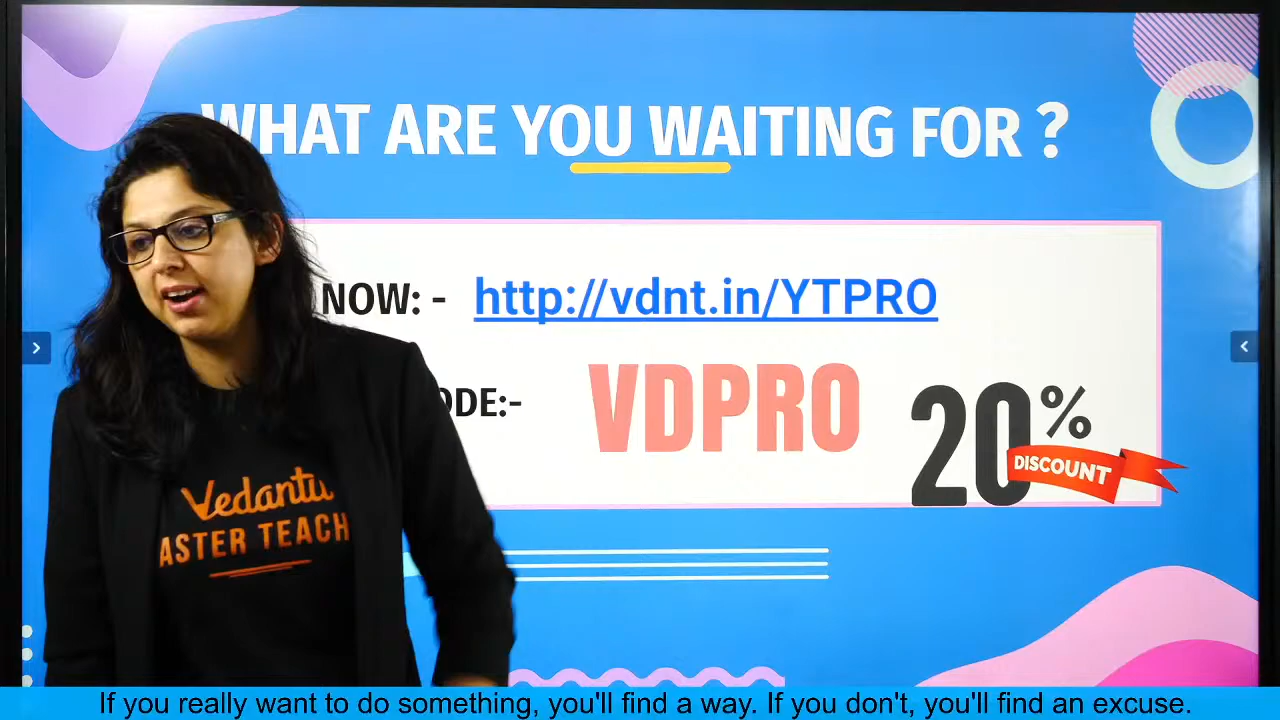 WHAT ARE YOU WAITING FOR ?
NOW: - http://vdnt.in/YTPRO
ODE:- VDPRO
20%
DISCOUNT
Vedantu
ASTER TEACH
If you really want to do something, you'll find a way. If you don't, you'll find an excuse.